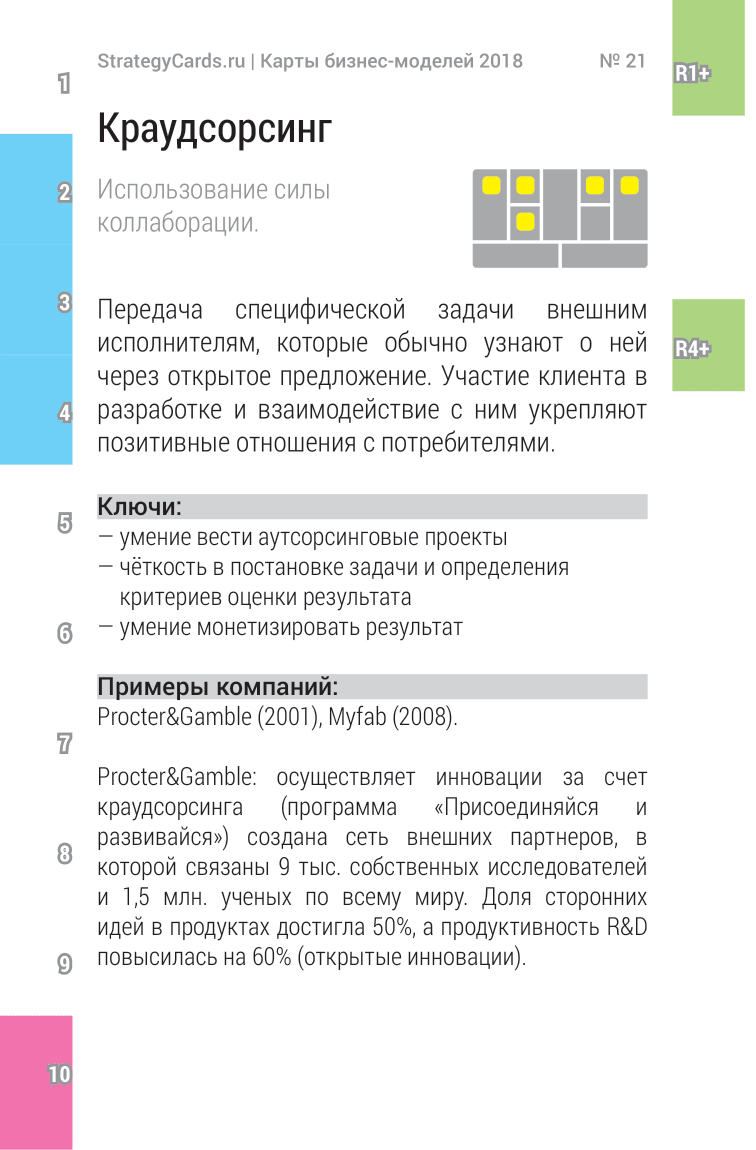 StrategyCards.ru | Карты бизнес-моделей 2018 № 21
R1+
1
Краудсорсинг
2
Использование силы
коллаборации.
3
Передача специфической задачи внешним
исполнителям, которые обычно узнают о ней
R4+
через открытое предложение. Участие клиента в
4
разработке и взаимодействие с ним укрепляют
позитивные отношения с потребителями.
Ключи:
5
— умение вести аутсорсинговые проекты
— чёткость в постановке задачи и определения
критериев оценки результата
6
— умение монетизировать результат
Примеры компаний:
Procter&Gamble (2001), Myfab (2008).
7
Procter&Gamble: осуществляет инновации за счет
краудсорсинга (программа «Присоединяйся и
развивайся») создана сеть внешних партнеров, в
8
которой связаны 9 тыс. собственных исследователей
и 1,5 млн. ученых по всему миру. Доля сторонних
идей в продуктах достигла 50%, а продуктивность R&D
9
повысилась на 60% (открытые инновации).
10